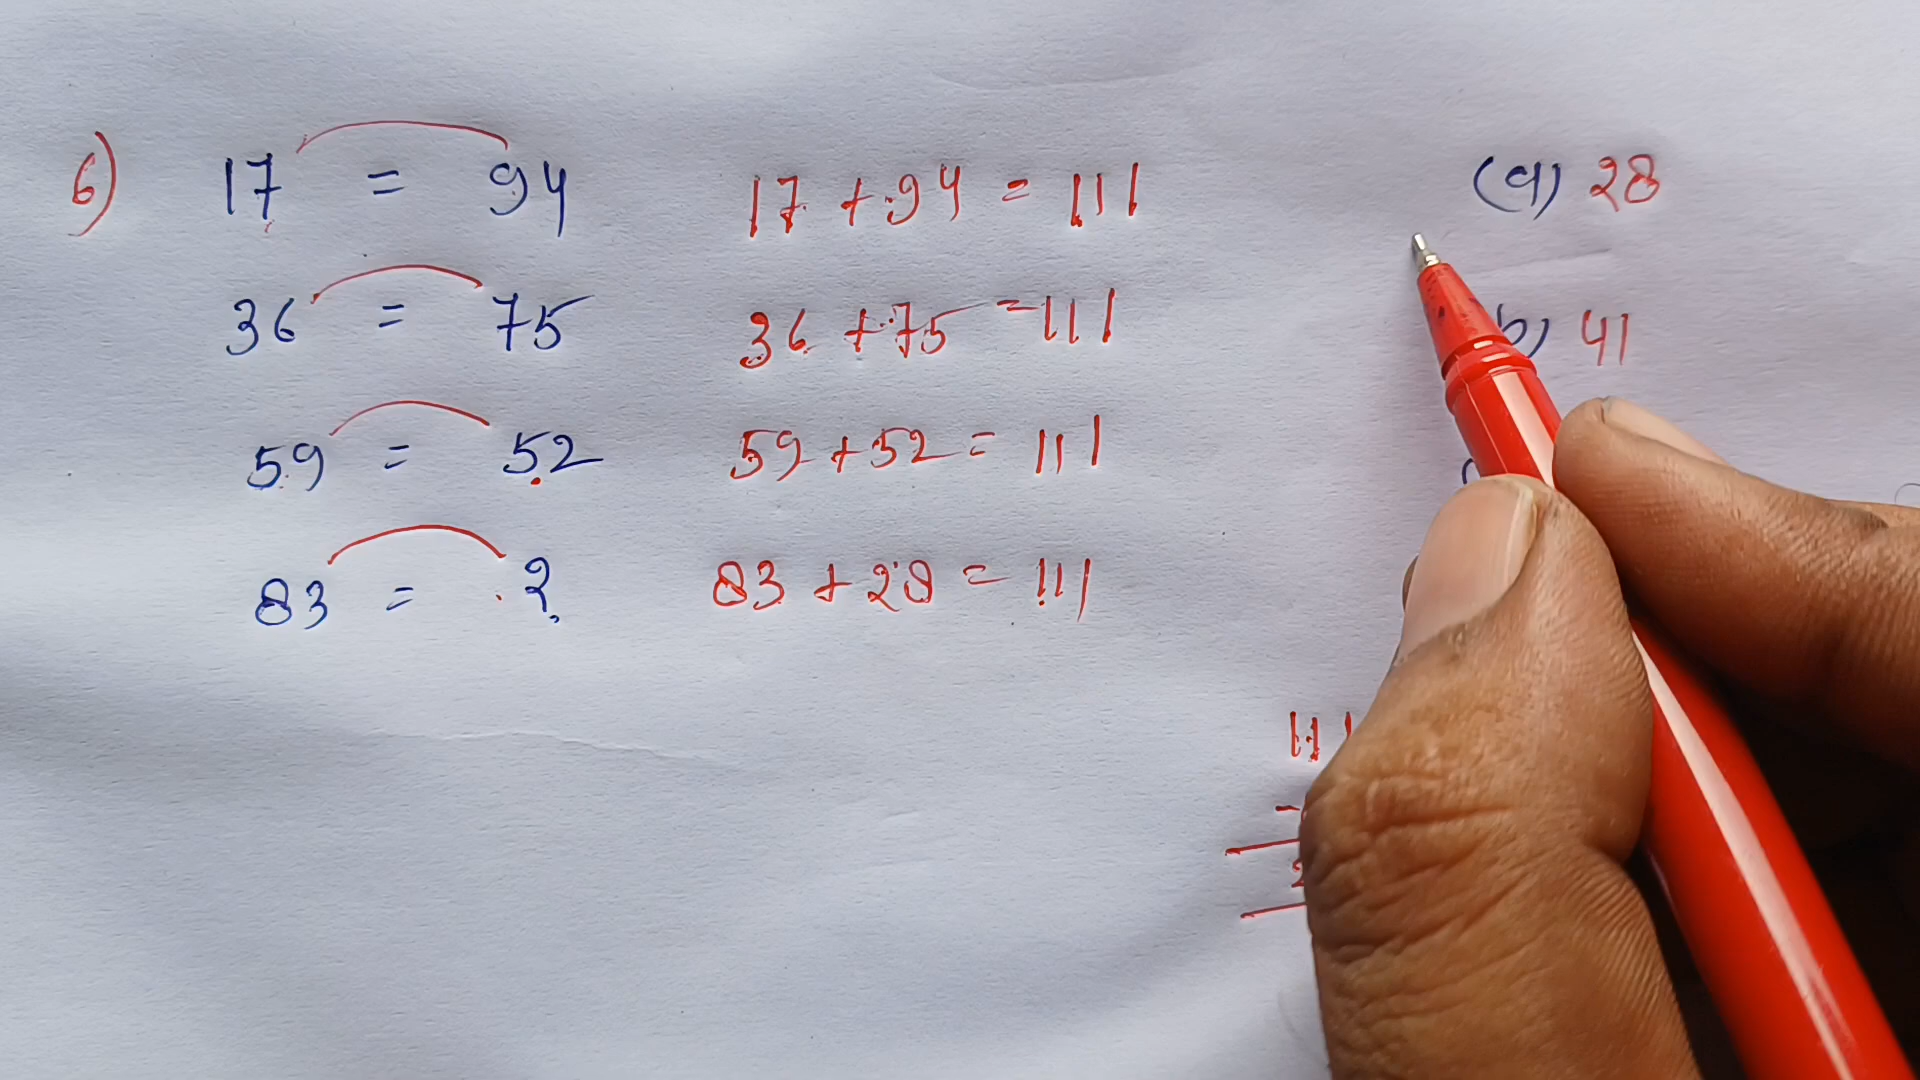 6) 17 = 94 17 + 94 = 111 (a) 28
36 = 75 36 + 75 = 111 b) 41
59 = 52 59 + 52 = 111
83 = ? 83 + 28 = 111
111
-
2